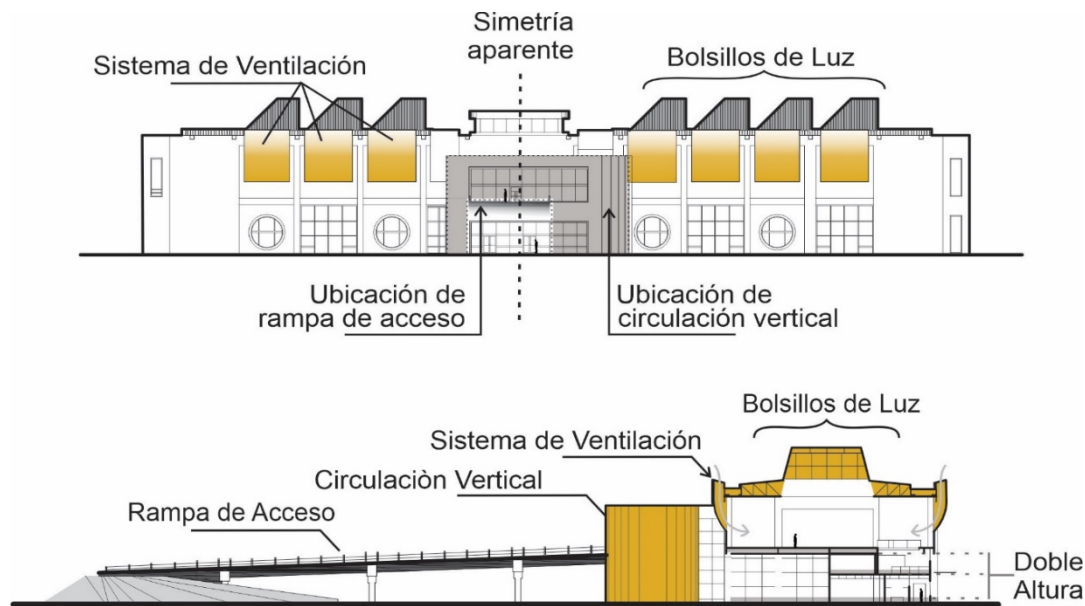 Simetría
aparente
Sistema de Ventilación
Bolsillos de Luz
Ubicación de
rampa de acceso
Ubicación de
circulación vertical
Bolsillos de Luz
Sistema de Ventilación
Circulaciòn Vertical
Rampa de Acceso
Doble
Altura